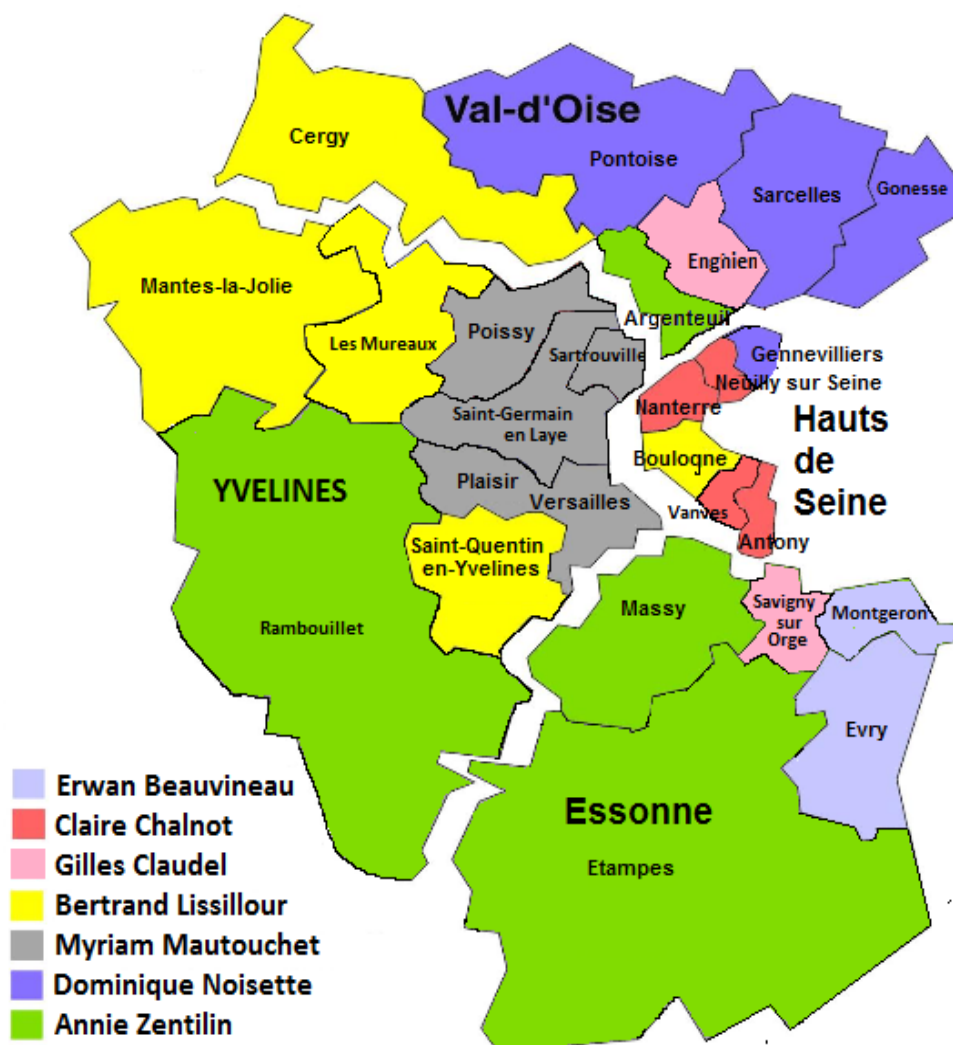 Val-d'Oise
Cergy
Pontoise
Sarcelles
Gonesse
Enghien
Mantes-la-Jolie
Argenteuil
Les Mureaux
Poissy
Sartrouville
Gennevilliers
Neuilly sur Seine
Nanterre
Saint-Germain
en Laye
Hauts
de
Seine
Bouloqne
YVELINES
Plaisir
Versailles
Vanves
Antony
Saint-Quentin
en-Yvelines
Massy
Savigny
sur
Orge
Montgeron
Rambouillet
Evry
Essonne
Etampes
Erwan Beauvineau
Claire Chalnot
Gilles Claudel
Bertrand Lissillour
Myriam Mautouchet
Dominique Noisette
Annie Zentilin